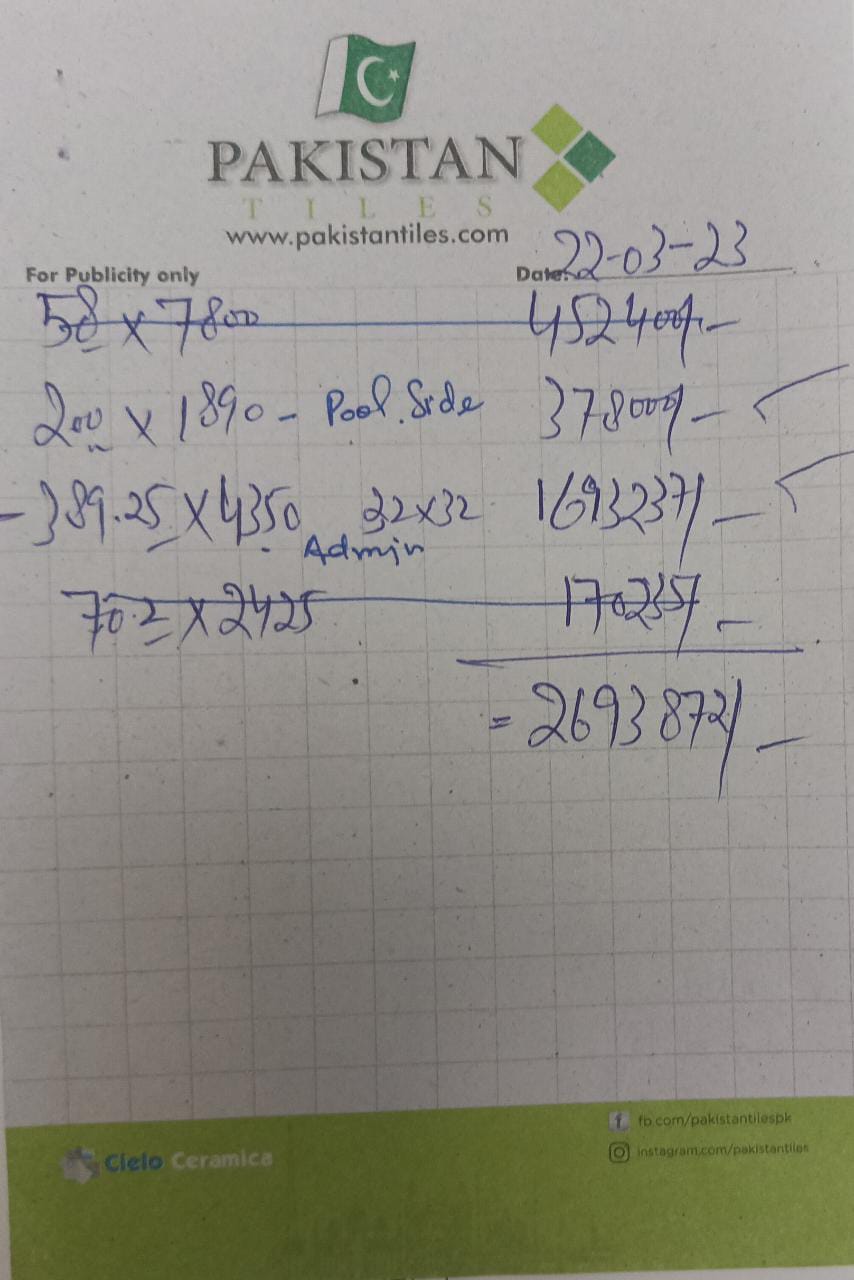 PAKISTAN
TILES
www.pakistantiles.com
For Publicity only Date: 22-03-23
58 x 7800 452400/-
200 x 1890 - Pool Side 378000/-
- 389.25 x 4350 32x32 1693237/-
Admin
70.2 x 2425 170235/-
= 2693872/-
Cielo Ceramica
fb.com/pakistantilespk
instagram.com/pakistantiles